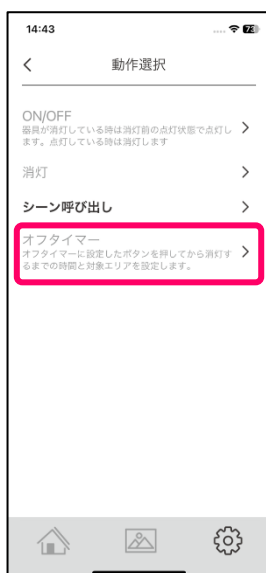 14:43
73
動作選択
ON/OFF
器具が消灯している時は消灯前の点灯状態で点灯し
ます。点灯している時は消灯します
消灯
シーン呼び出し
オフタイマー
オフタイマーに設定したボタンを押してから消灯す
るまでの時間と対象エリアを設定します。